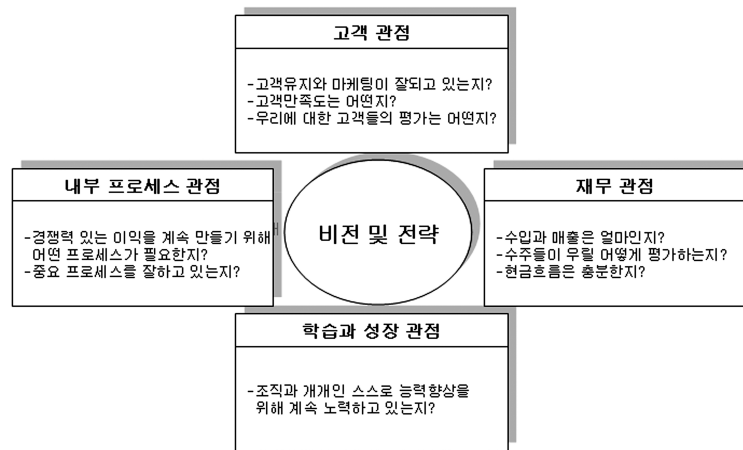 고객 관점
-고객유지와 마케팅이 잘되고 있는지?
-고객만족도는 어떤지?
-우리에 대한 고객들의 평가는 어떤지?
내부 프로세스 관점
-경쟁력 있는 이익을 계속 만들기 위해
어떤 프로세스가 필요한지?
-중요 프로세스를 잘하고 있는지?
비전 및 전략
재무 관점
-수입과 매출은 얼마인지?
-수주들이 우릴 어떻게 평가하는지?
-현금흐름은 충분한지?
학습과 성장 관점
-조직과 개개인 스스로 능력향상을
위해 계속 노력하고 있는지?